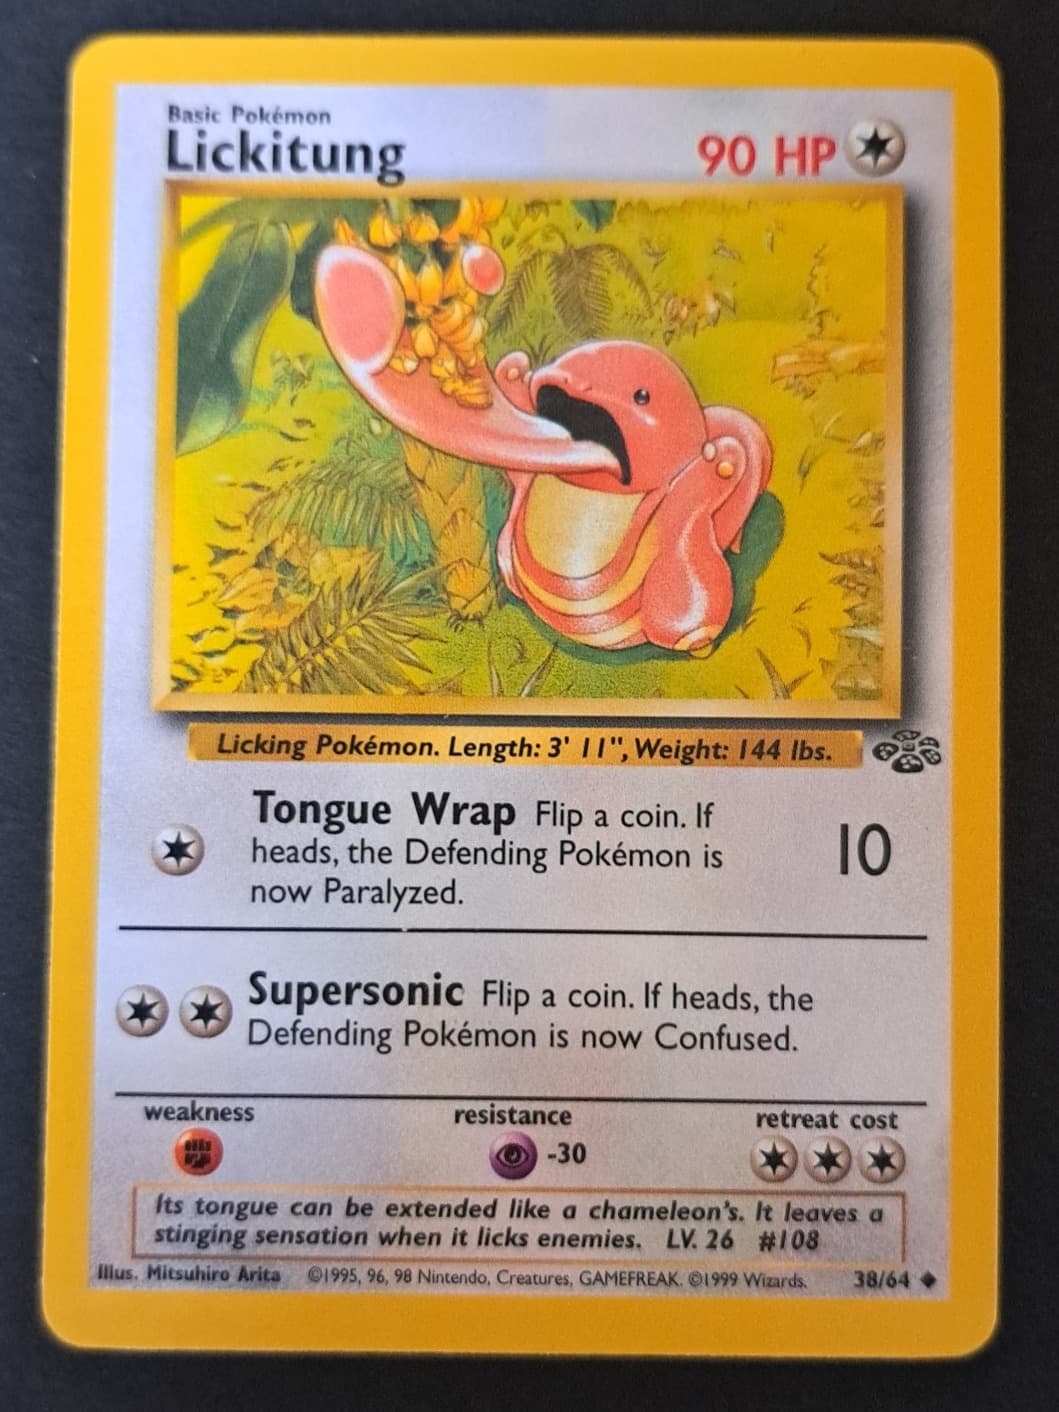 Basic Pokémon
Lickitung
90 HP
Licking Pokémon. Length: 3' 11", Weight: 144 lbs.
Tongue Wrap Flip a coin. If
heads, the Defending Pokémon is
now Paralyzed.
10
Supersonic Flip a coin. If heads, the
Defending Pokémon is now Confused.
weakness
resistance
-30
retreat cost
Its tongue can be extended like a chameleon's. It leaves a
stinging sensation when it licks enemies. LV. 26 #108
Illus. Mitsuhiro Arita ©1995, 96, 98 Nintendo, Creatures, GAMEFREAK. ©1999 Wizards. 38/64